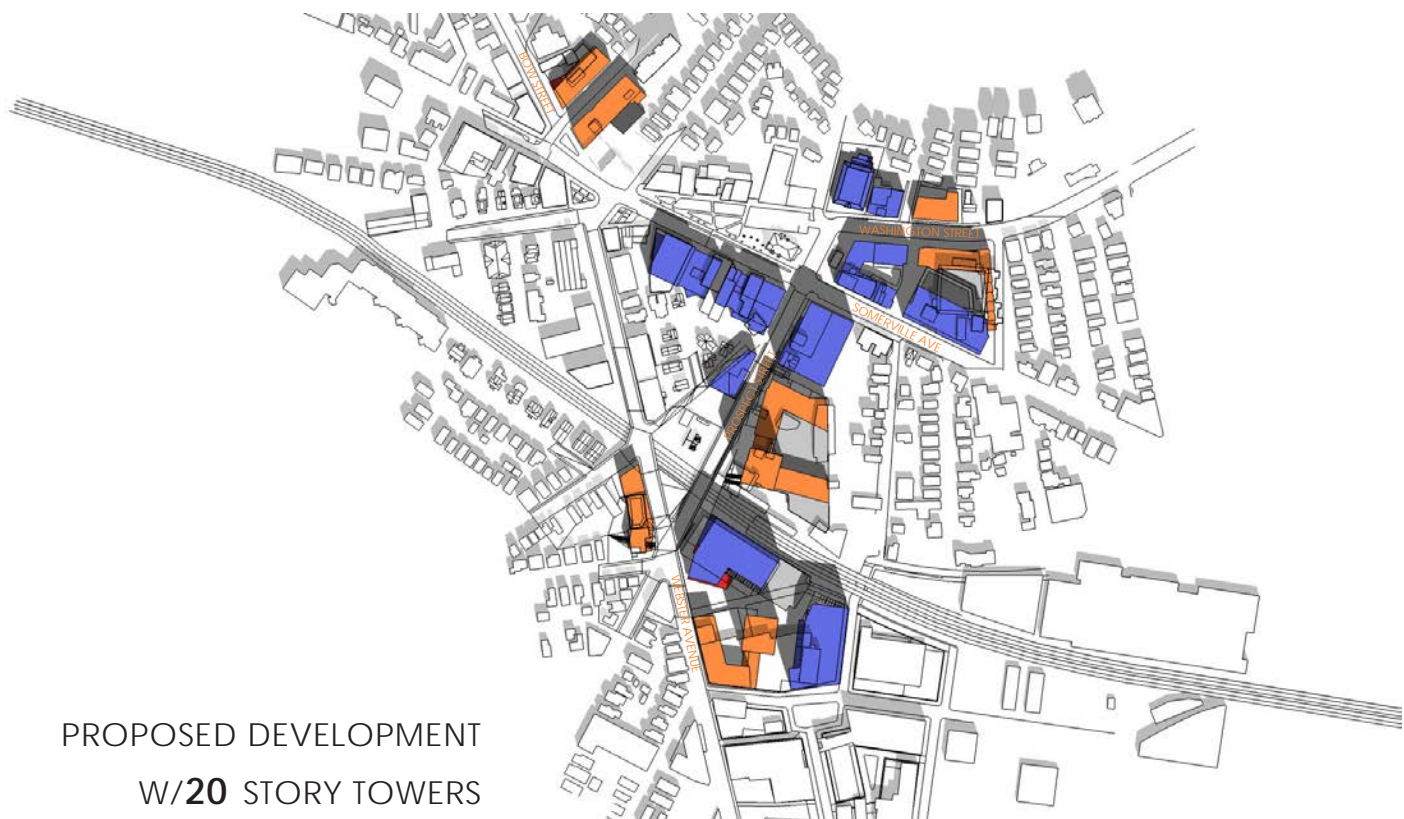 BOW STREET
WASHINGTON STREET
SOMERVILLE AVE
PROSPECT STREET
WEBSTER AVENUE
PROPOSED DEVELOPMENT
W/20 STORY TOWERS